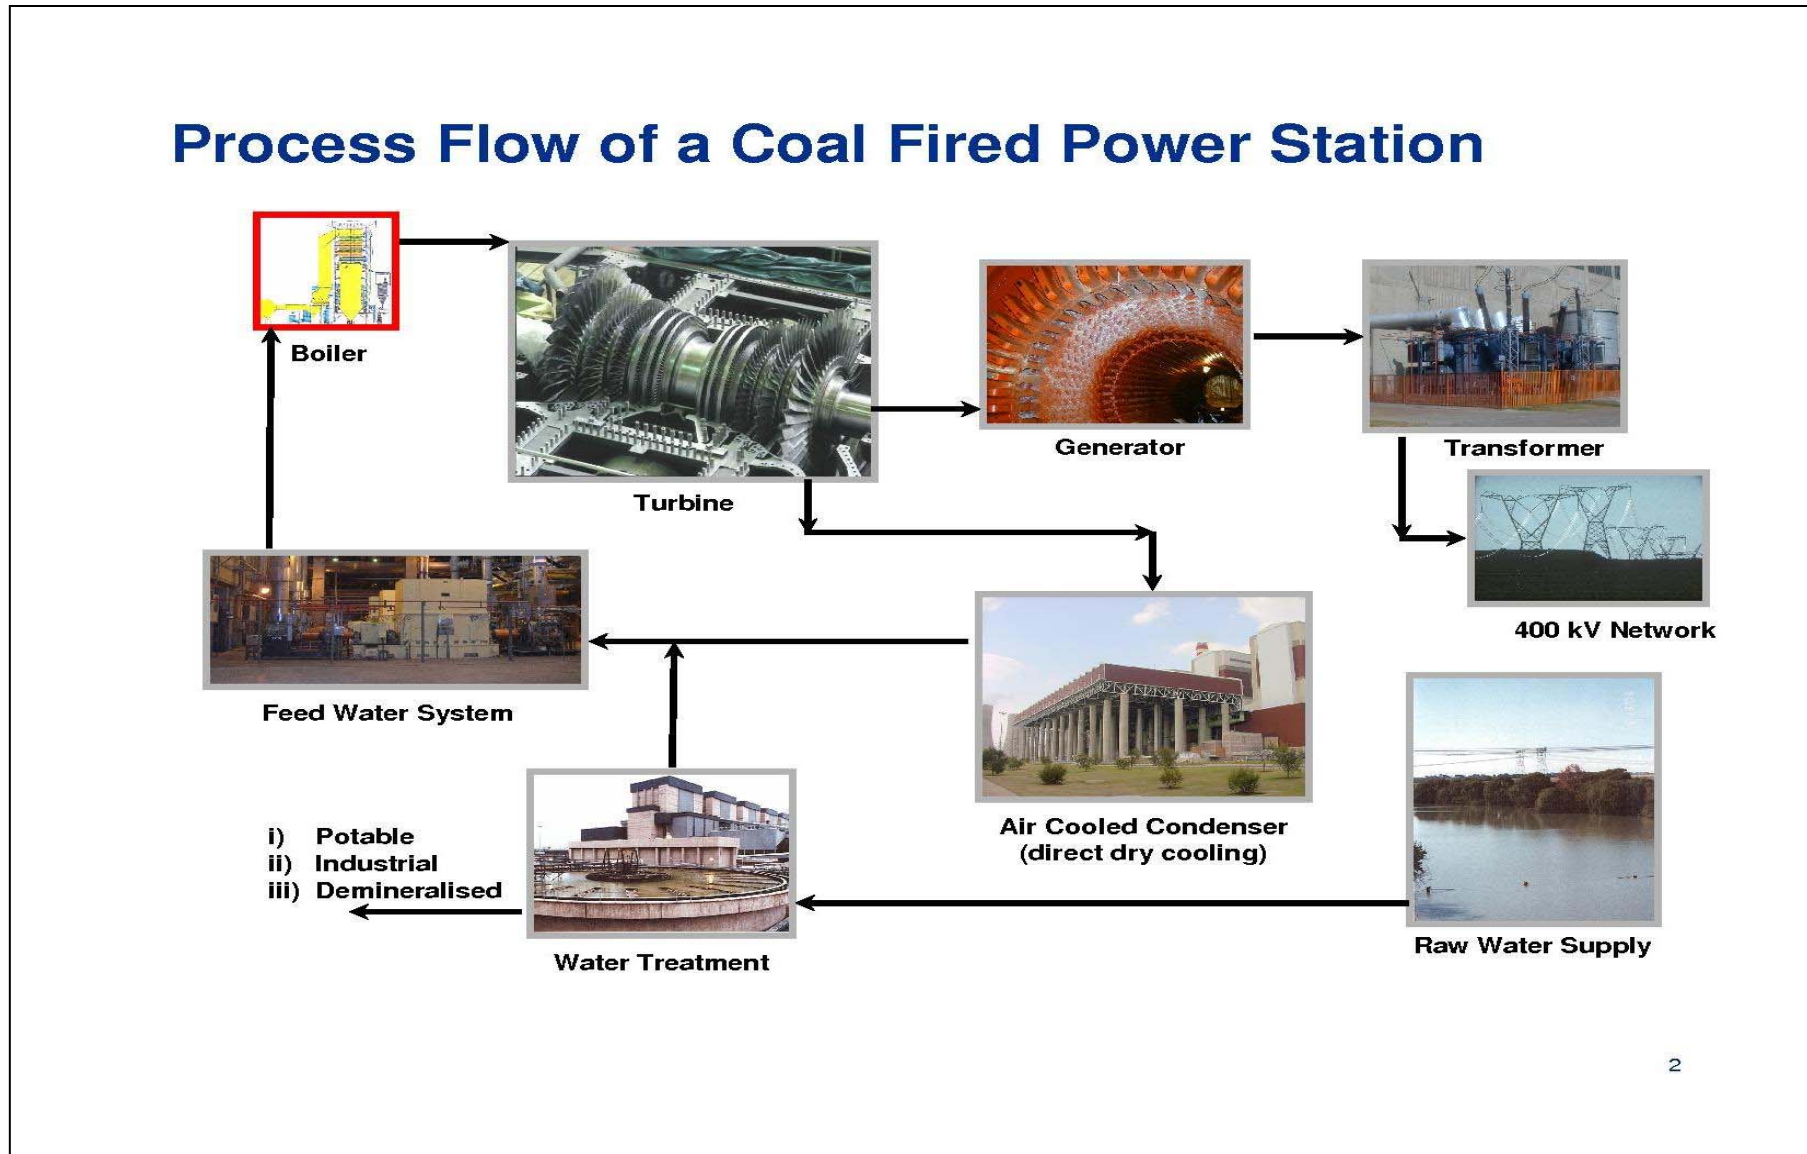 Process Flow of a Coal Fired Power Station
Boiler
Turbine
Generator
Transformer
400 kV Network
Feed Water System
Air Cooled Condenser
(direct dry cooling)
i) Potable
ii) Industrial
iii) Demineralised
Water Treatment
Raw Water Supply
2